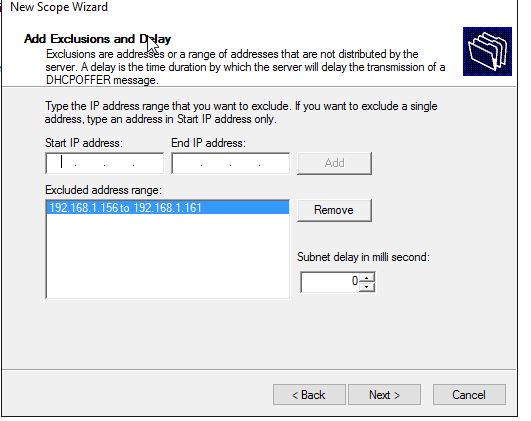 New Scope Wizard
Add Exclusions and Delay
Exclusions are addresses or a range of addresses that are not distributed by the
server. A delay is the time duration by which the server will delay the transmission of a
DHCPOFFER message.
Type the IP address range that you want to exclude. If you want to exclude a single
address, type an address in Start IP address only.
Start IP address: End IP address:
. . . . . . Add
Excluded address range:
192.168.1.156 to 192.168.1.161 Remove
Subnet delay in milli second:
0
< Back Next > Cancel